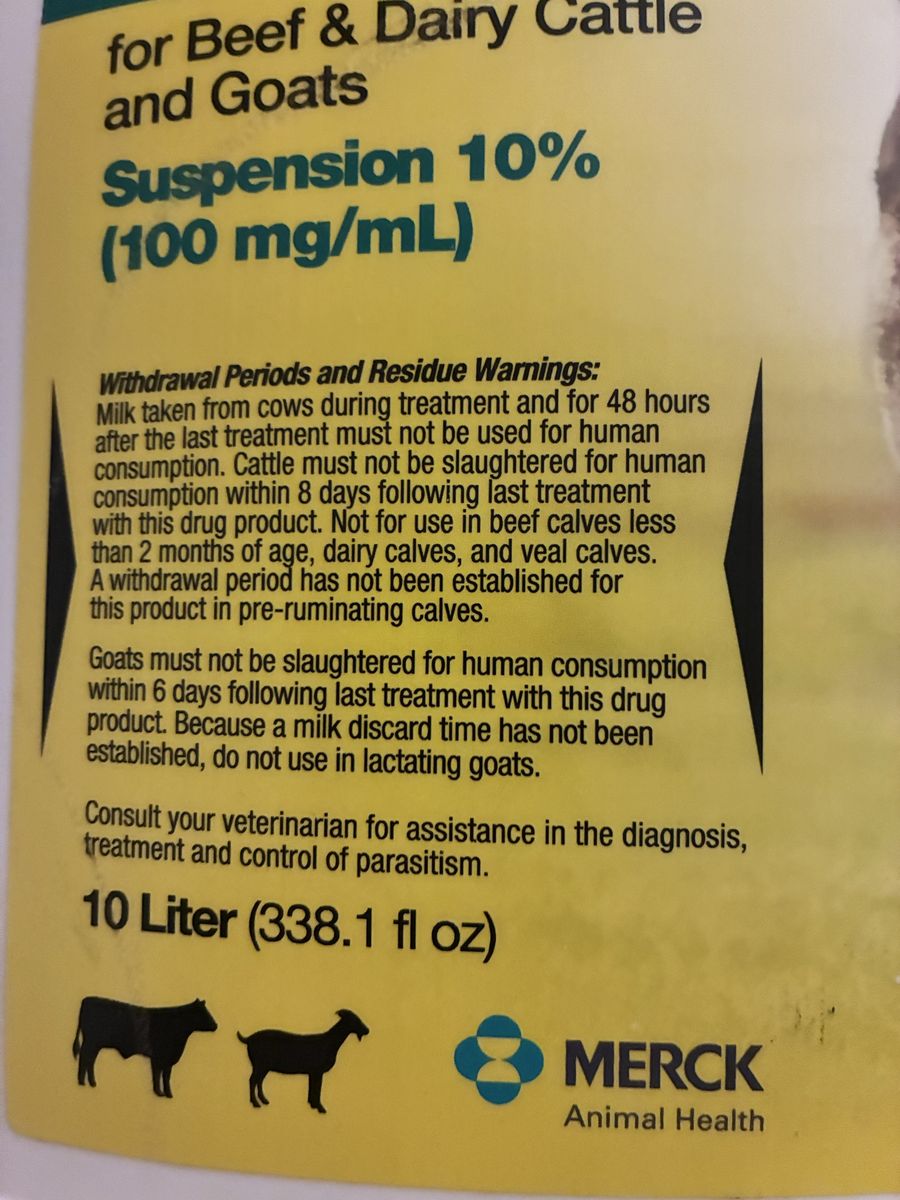 for Beef & Dairy Cattle
and Goats
Suspension 10%
(100 mg/mL)
Withdrawal Periods and Residue Warnings:
Milk taken from cows during treatment and for 48 hours
after the last treatment must not be used for human
consumption. Cattle must not be slaughtered for human
consumption within 8 days following last treatment
with this drug product. Not for use in beef calves less
than 2 months of age, dairy calves, and veal calves.
A withdrawal period has not been established for
this product in pre-ruminating calves.
Goats must not be slaughtered for human consumption
within 6 days following last treatment with this drug
product. Because a milk discard time has not been
established, do not use in lactating goats.
Consult your veterinarian for assistance in the diagnosis,
treatment and control of parasitism.
10 Liter (338.1 fl oz)
MERCK
Animal Health